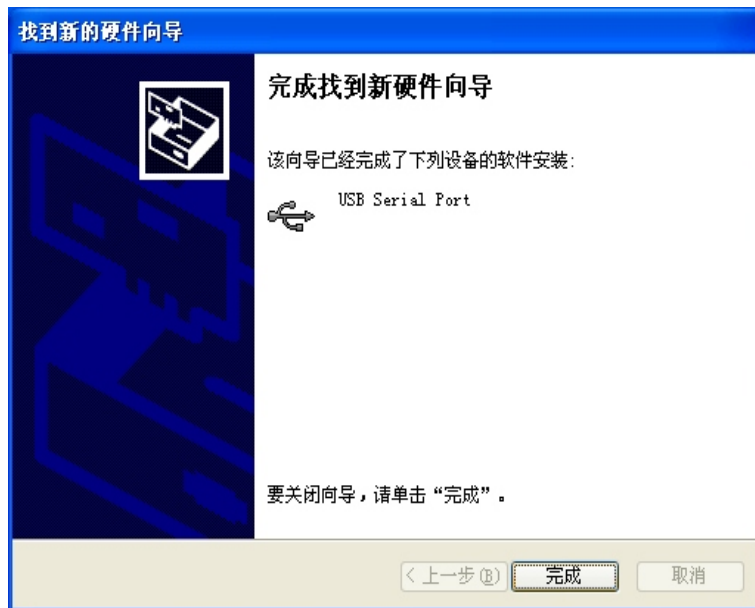 找到新的硬件向导
完成找到新硬件向导
该向导已经完成了下列设备的软件安装:
USB Serial Port
要关闭向导，请单击“完成”。
< 上一步(B)
完成
取消